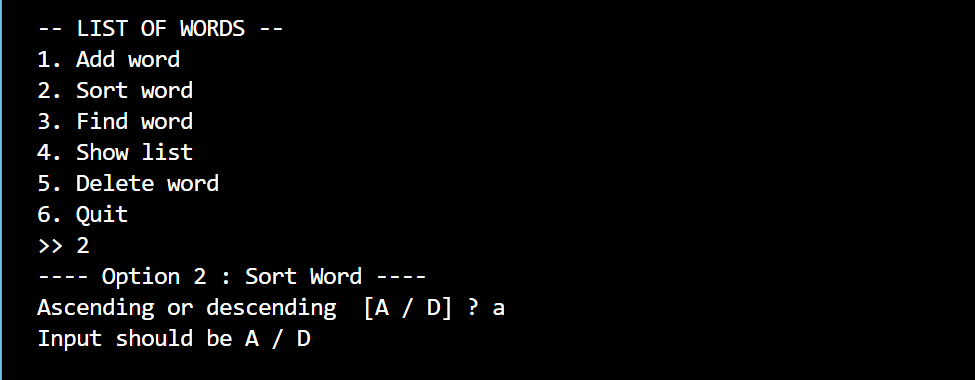 -- LIST OF WORDS --
1. Add word
2. Sort word
3. Find word
4. Show list
5. Delete word
6. Quit
>> 2
---- Option 2 : Sort Word ----
Ascending or descending  [A / D] ? a
Input should be A / D